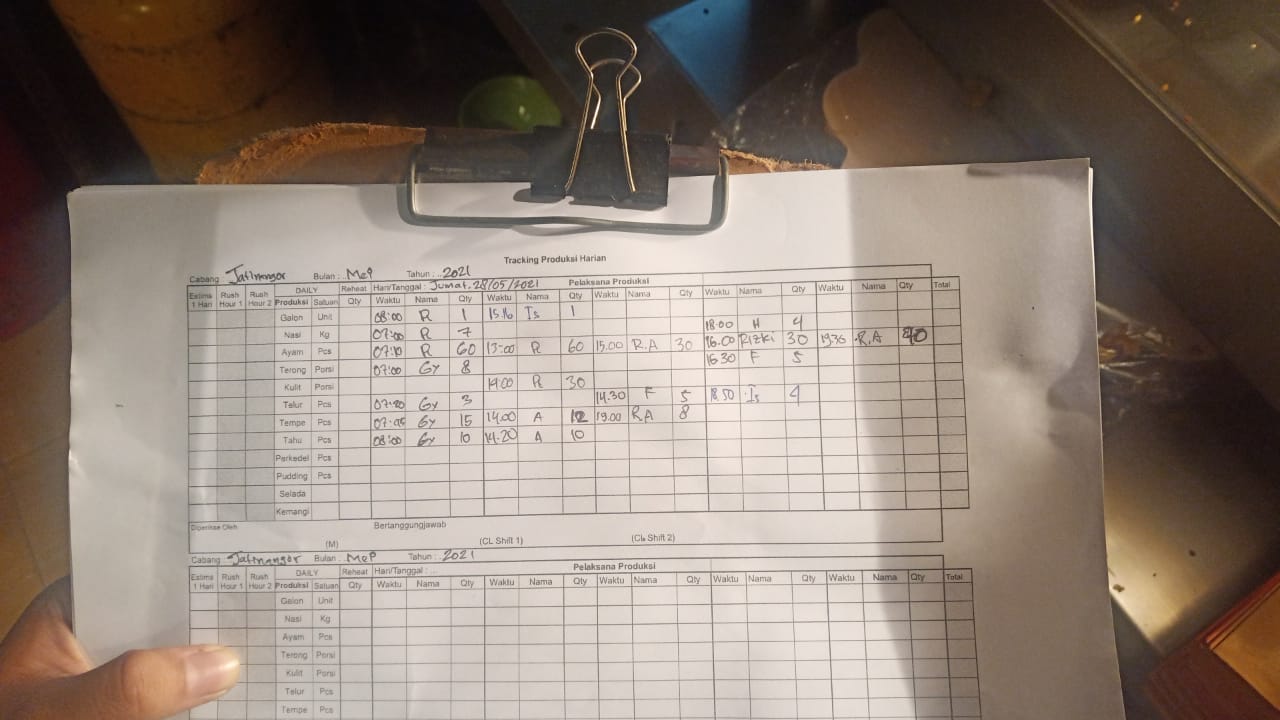 Tracking Produksi Harian
Cabang Jatinangor Bulan : .. Mei Tahun : .. 2021
Estima 1 Hari Rush Hour 1 Rush Hour 2 DAILY Reheat Hari/Tanggal : Jumat, 28/05/2021 Pelaksana Produksi
Produksi Satuan Qty Waktu Nama Qty Waktu Nama Qty Waktu Nama Qty Waktu Nama Qty Waktu Nama Qty Total
Galon Unit 08:00 R 1 15.16 Is 1
Nasi Kg 07:00 R 7 18.00 H 4
Ayam Pcs 07:10 R 60 13:00 R 60 15.00 R.A 30 16.00 Rizki 30 19.36 R.A
Terong Porsi 07:00 Gy 8 16.30 F 5
Kulit Porsi 14:00 R 30
Telur Pcs 07:20 Gy 3 14.30 F 5 18.50 Is 4
Tempe Pcs Gy 15 14.00 A 12 19.00 RA 8
Tahu Pcs 08:00 Gy 10 14.20 A 10
Perkedel Pcs
Pudding Pcs
Selada
Kemangi
Diperiksa Oleh Bertanggungjawab
(M) (CL Shift 1) (CL Shift 2)
Cabang Jatinangor Bulan : .. Mei Tahun : .. 2021
Estima 1 Hari Rush Hour 1 Rush Hour 2 DAILY Reheat Hari/Tanggal : ... Pelaksana Produksi
Produksi Satuan Qty Waktu Nama Qty Waktu Nama Qty Waktu Nama Qty Waktu Nama Qty Waktu Nama Qty Total
Galon Unit
Nasi Kg
Ayam Pcs
Terong Porsi
Kulit Porsi
Telur Pcs
Tempe Pcs